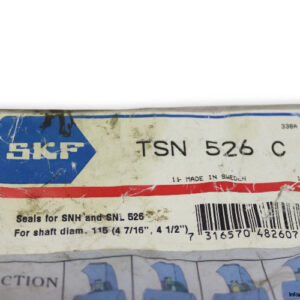 338A
SKF
TSN 526 C
MADE IN SWEDEN
Seals for SNH and SNL 526
For shaft diam. 115 (4 7/16", 4 1/2")
7 316570 482607
CTION